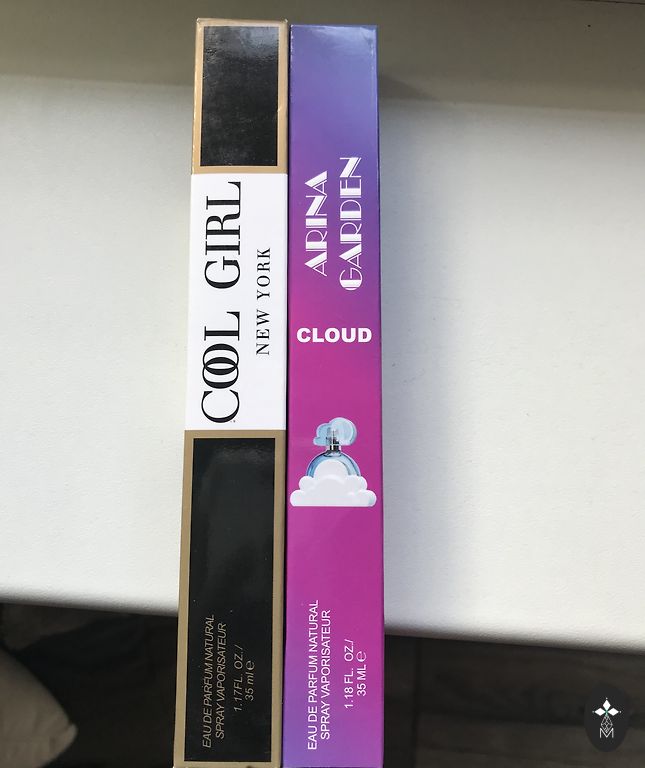 COOL GIRL
NEW YORK
EAU DE PARFUM NATURAL
SPRAY VAPORISATEUR
1.17FL. OZ./
35 ml ℮
ARINA
GARDEN
CLOUD
EAU DE PARFUM NATURAL
SPRAY VAPORISATEUR
1.18 FL. OZ./
35 ML ℮